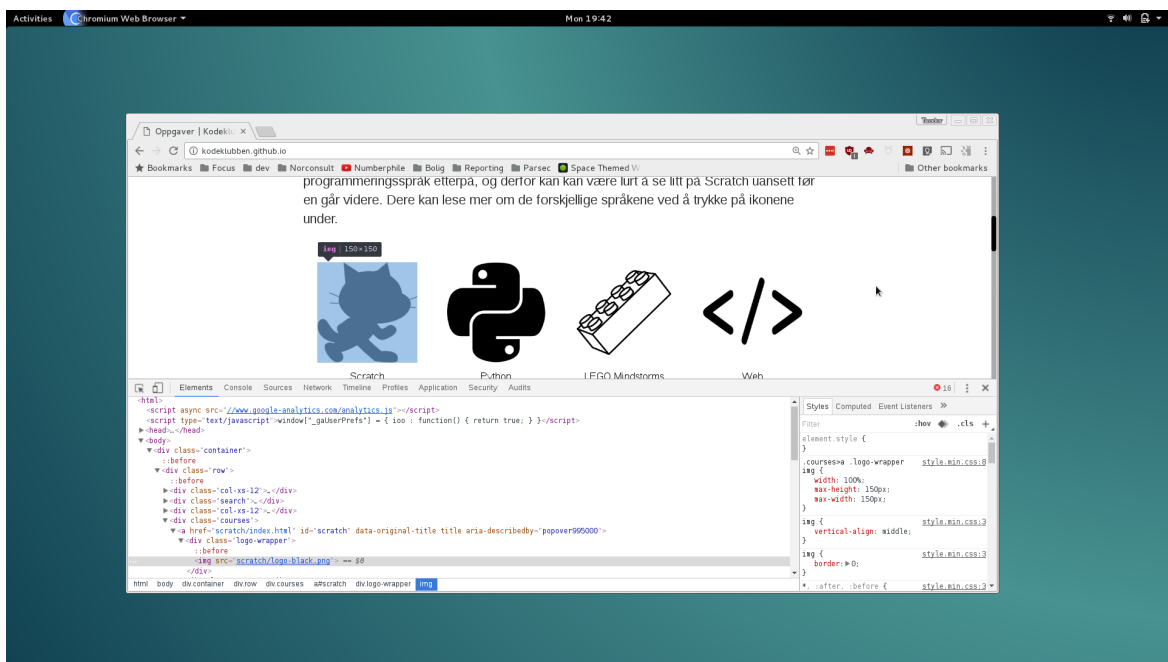 Activities Chromium Web Browser Mon 19:42
Oppgaver | Kodeklu
kodeklubben.github.io
Bookmarks Focus dev Norconsult Numberphile Bolig Reporting Parsec Space Themed W Other bookmarks
programmeringsspråk etterpå, og derfor kan kan være lurt å se litt på Scratch uansett før
en går videre. Dere kan lese mer om de forskjellige språkene ved å trykke på ikonene
under.
img | 150×150
Scratch Python LEGO Mindstorms Web
Elements Console Sources Network Timeline Profiles Application Security Audits 16
<html>
<script async src="//www.google-analytics.com/analytics.js"></script>
<script type="text/javascript">window["_gaUserPrefs"] = { ioo : function() { return true; } }</script>
<head>…</head>
<body>
<div class="container">
::before
<div class="row">
::before
<div class="col-xs-12">…</div>
<div class="search">…</div>
<div class="col-xs-12">…</div>
<div class="courses">
<a href="scratch/index.html" id="scratch" data-original-title title aria-describedby="popover995000">
<div class="logo-wrapper">
::before
<img src="scratch/logo-black.png"> == $0
</div>
html body div.container div.row div.courses a#scratch div.logo-wrapper img
Styles Computed Event Listeners »
Filter :hov .cls +
element.style {
}
.courses>a .logo-wrapper style.min.css:8
img {
width: 100%;
max-height: 150px;
max-width: 150px;
}
img { style.min.css:3
vertical-align: middle;
}
img { style.min.css:3
border: 0;
}
*, :after, :before { style.min.css:3